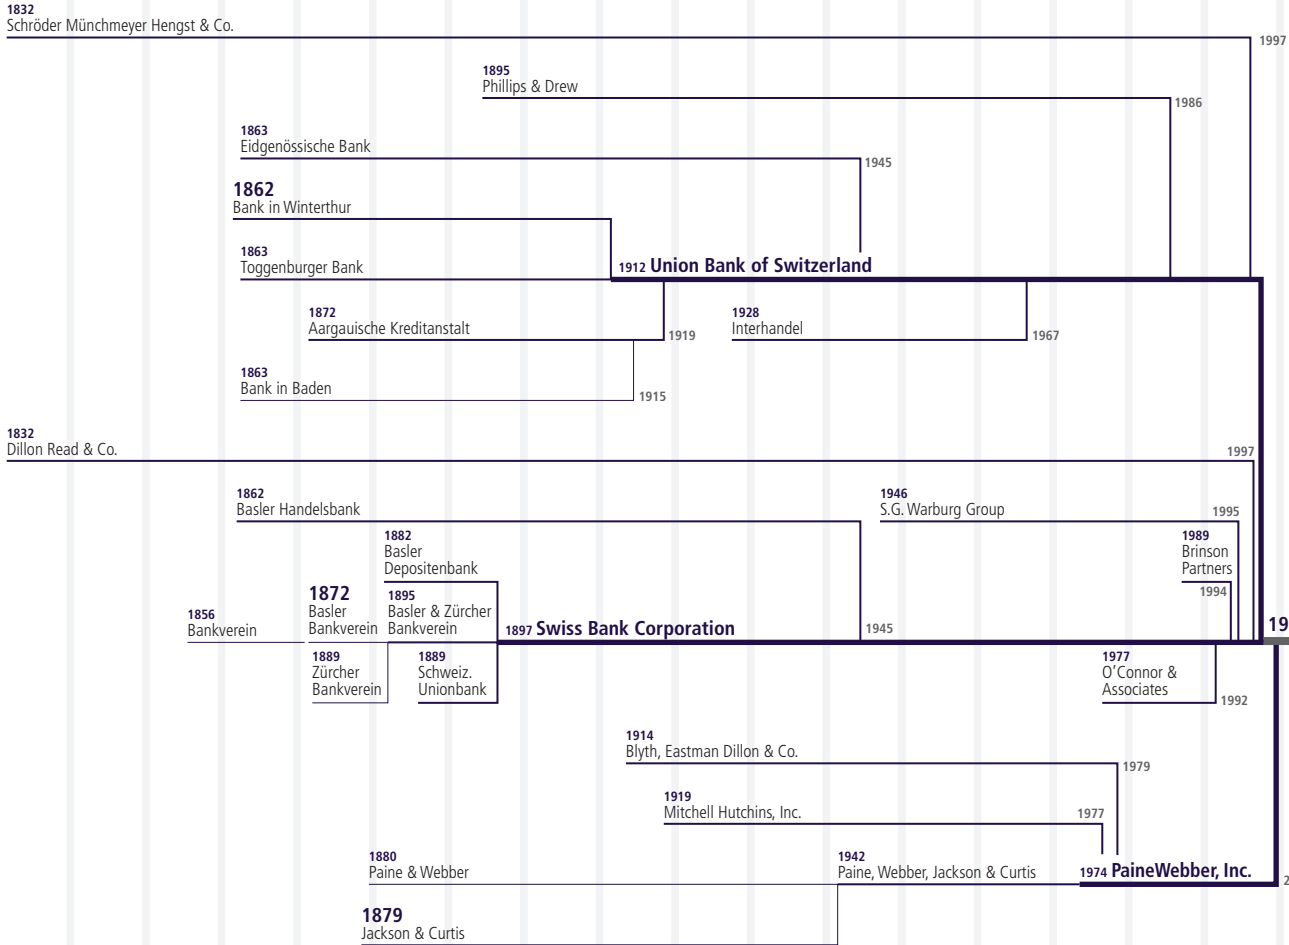 1832
Schröder Münchmeyer Hengst & Co.
1997
1895
Phillips & Drew
1986
1863
Eidgenössische Bank
1945
1862
Bank in Winterthur
1863
Toggenburger Bank
1912 Union Bank of Switzerland
1872
Aargauische Kreditanstalt
1919
1928
Interhandel
1967
1863
Bank in Baden
1915
1832
Dillon Read & Co.
1997
1862
Basler Handelsbank
1946
S.G. Warburg Group
1995
1882
Basler
Depositenbank
1989
Brinson
Partners
1994
1856
Bankverein
1872
Basler
Bankverein
1895
Basler & Zürcher
Bankverein
1897 Swiss Bank Corporation
1945
19
1889
Zürcher
Bankverein
1889
Schweiz.
Unionbank
1977
O’Connor &
Associates
1992
1914
Blyth, Eastman Dillon & Co.
1979
1919
Mitchell Hutchins, Inc.
1977
1880
Paine & Webber
1942
Paine, Webber, Jackson & Curtis
1974 PaineWebber, Inc.
2
1879
Jackson & Curtis